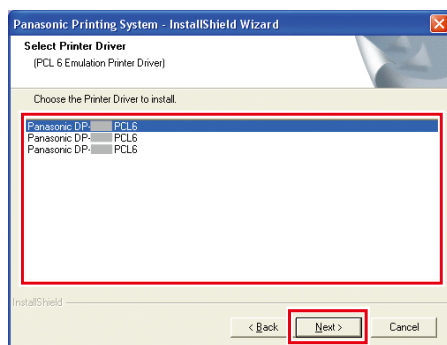 Panasonic Printing System - InstallShield Wizard
Select Printer Driver
(PCL 6 Emulation Printer Driver)
Choose the Printer Driver to install.
Panasonic DP- PCL6
Panasonic DP- PCL6
Panasonic DP- PCL6
InstallShield
< Back Next > Cancel